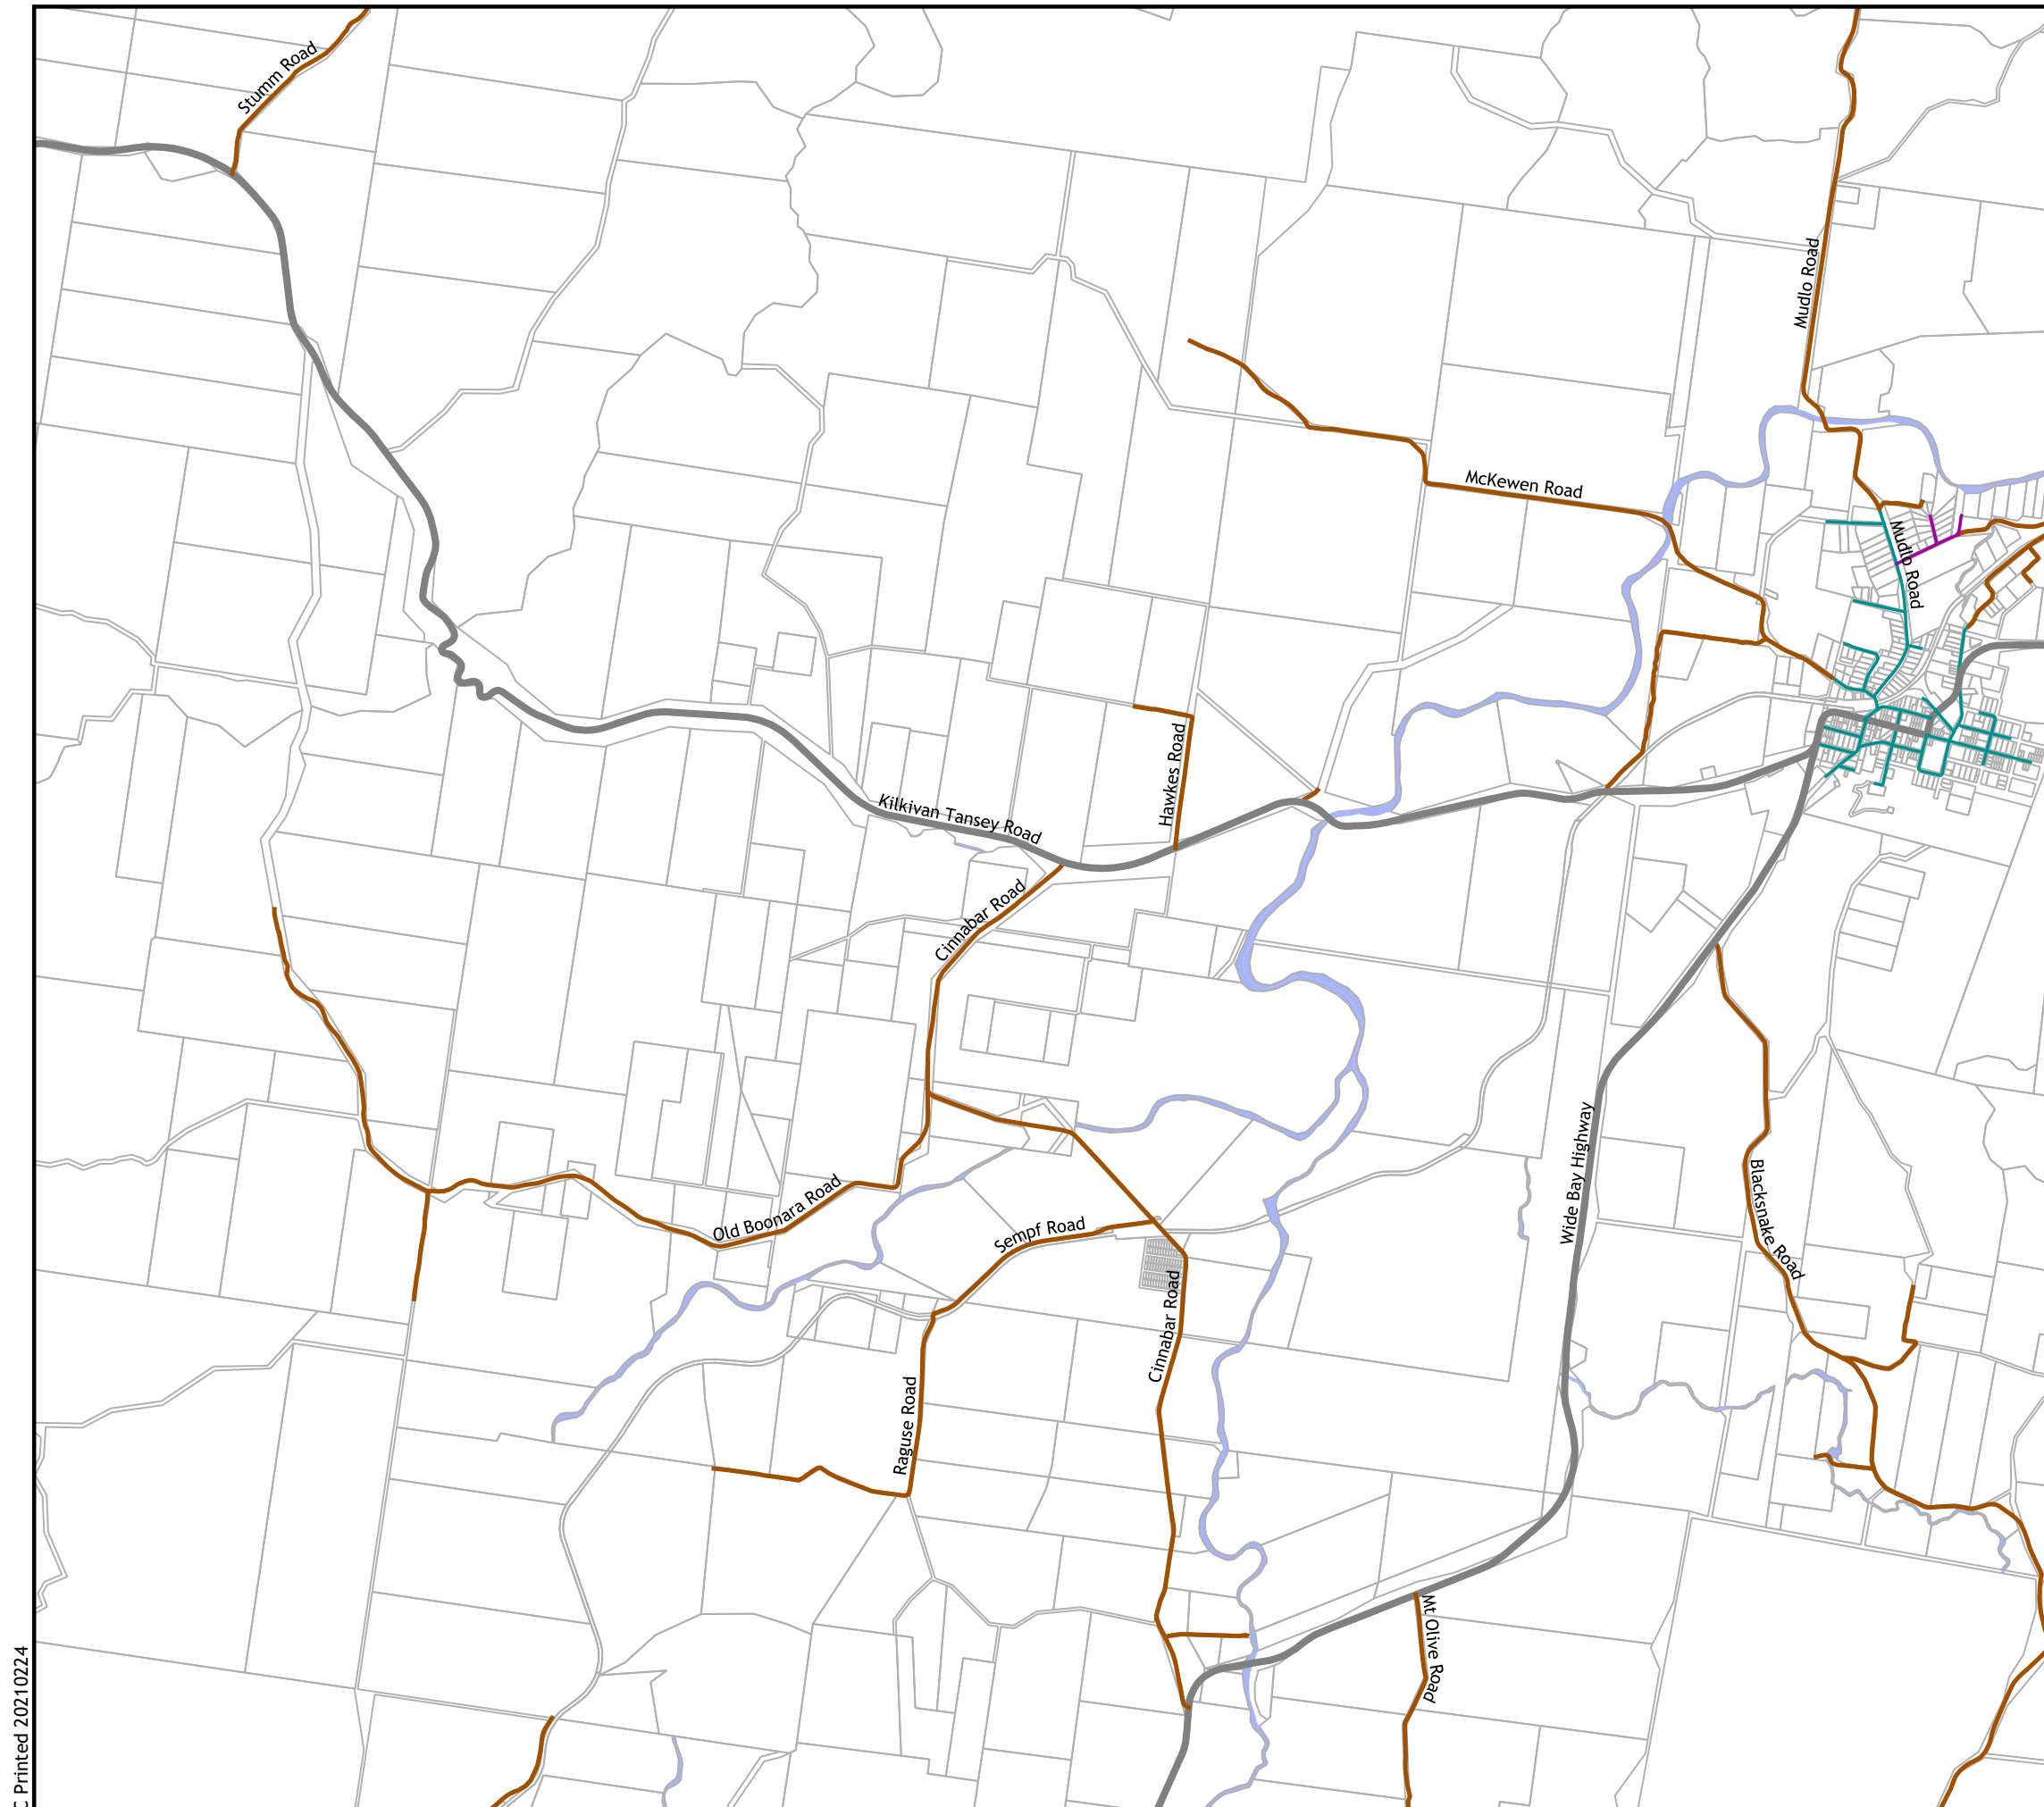 Stumm Road
Mudlo Road
McKewen Road
Mudlo Road
Hawkes Road
Kilkivan Tansey Road
Cinnabar Road
Wide Bay Highway
Blacksnake Road
Old Boonara Road
Sempf Road
Cinnabar Road
Raguse Road
Mt Olive Road
Printed 20210224